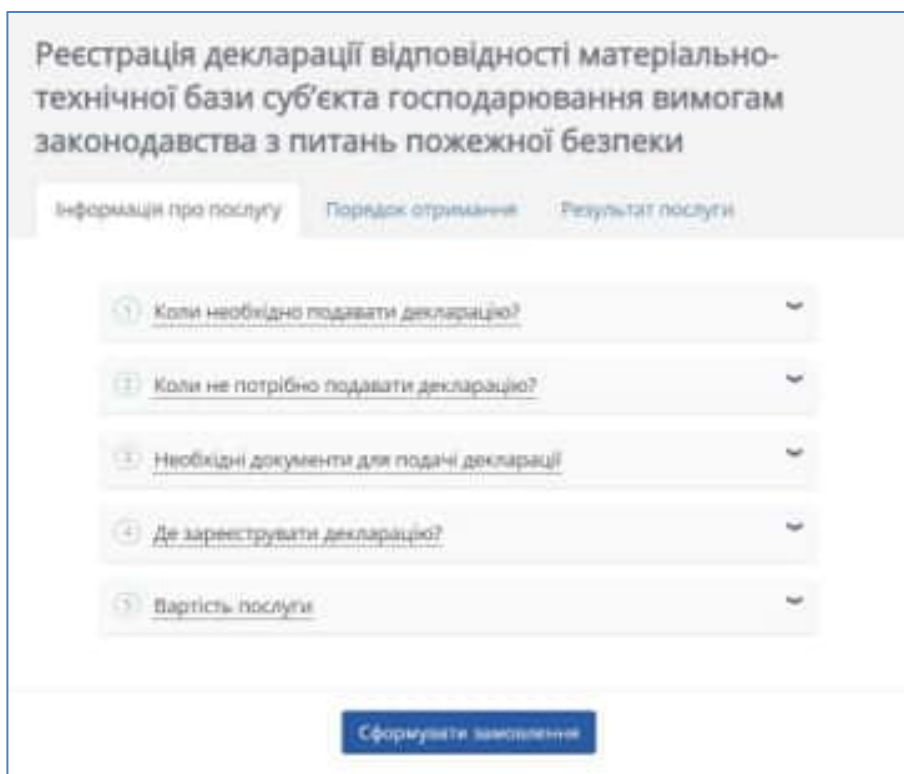 Реєстрація декларації відповідності матеріально-
технічної бази суб'єкта господарювання вимогам
законодавства з питань пожежної безпеки
Інформація про послугу Порядок отримання Результат послуги
1 Коли необхідно подавати декларацію?
2 Коли не потрібно подавати декларацію?
3 Необхідні документи для подачі декларації
4 Де зареєструвати декларацію?
5 Вартість послуги
Сформувати замовлення